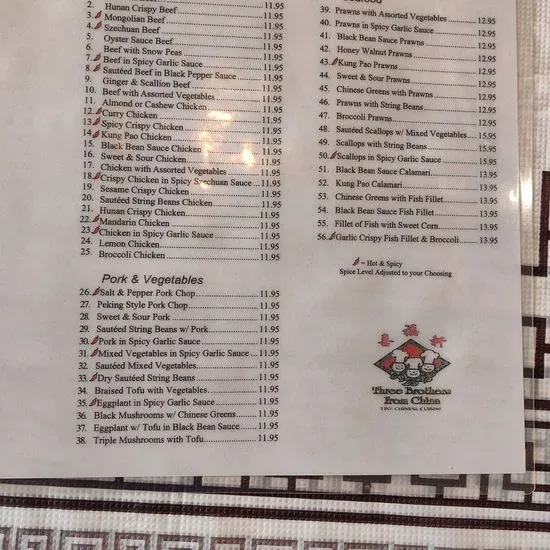 2. Hunan Crispy Beef 11.95
3. Mongolian Beef 11.95
4. Szechuan Beef 11.95
5. Oyster Sauce Beef 11.95
6. Beef with Snow Peas 11.95
7. Beef in Spicy Garlic Sauce 11.95
8. Sautéed Beef in Black Pepper Sauce 11.95
9. Ginger & Scallion Beef 11.95
10. Beef with Assorted Vegetables 11.95
11. Almond or Cashew Chicken 11.95
12. Curry Chicken 11.95
13. Spicy Crispy Chicken 11.95
14. Kung Pao Chicken 11.95
15. Black Bean Sauce Chicken 11.95
16. Sweet & Sour Chicken 11.95
17. Chicken with Assorted Vegetables 11.95
18. Crispy Chicken in Spicy Szechuan Sauce 11.95
19. Sesame Crispy Chicken 11.95
20. Sautéed String Beans Chicken 11.95
21. Hunan Crispy Chicken 11.95
22. Mandarin Chicken 11.95
23. Chicken in Spicy Garlic Sauce 11.95
24. Lemon Chicken 11.95
25. Broccoli Chicken 11.95
Pork & Vegetables
26. Salt & Pepper Pork Chop 11.95
27. Peking Style Pork Chop 11.95
28. Sweet & Sour Pork 11.95
29. Sautéed String Beans w/ Pork 11.95
30. Pork in Spicy Garlic Sauce 11.95
31. Mixed Vegetables in Spicy Garlic Sauce 11.95
32. Sautéed Mixed Vegetables 11.95
33. Dry Sautéed String Beans 11.95
34. Braised Tofu with Vegetables 11.95
35. Eggplant in Spicy Garlic Sauce 11.95
36. Black Mushrooms w/ Chinese Greens 11.95
37. Eggplant w/ Tofu in Black Bean Sauce 11.95
38. Triple Mushrooms with Tofu 11.95
39. Prawns with Assorted Vegetables 12.95
40. Prawns in Spicy Garlic Sauce 12.95
41. Black Bean Sauce Prawns 12.95
42. Honey Walnut Prawns 12.95
43. Kung Pao Prawns 12.95
44. Sweet & Sour Prawns 12.95
45. Chinese Greens with Prawns 12.95
46. Prawns with String Beans 12.95
47. Broccoli Prawns 12.95
48. Sautéed Scallops w/ Mixed Vegetables 15.95
49. Scallops with String Beans 15.95
50. Scallops in Spicy Garlic Sauce 15.95
51. Black Bean Sauce Calamari 13.95
52. Kung Pao Calamari 13.95
53. Chinese Greens with Fish Fillet 13.95
54. Black Bean Sauce Fish Fillet 13.95
55. Fillet of Fish with Sweet Corn 13.95
56. Garlic Crispy Fish Fillet & Broccoli 13.95
= Hot & Spicy
Spice Level Adjusted to your Choosing
Three Brothers
from China
FINE CHINESE CUISINE